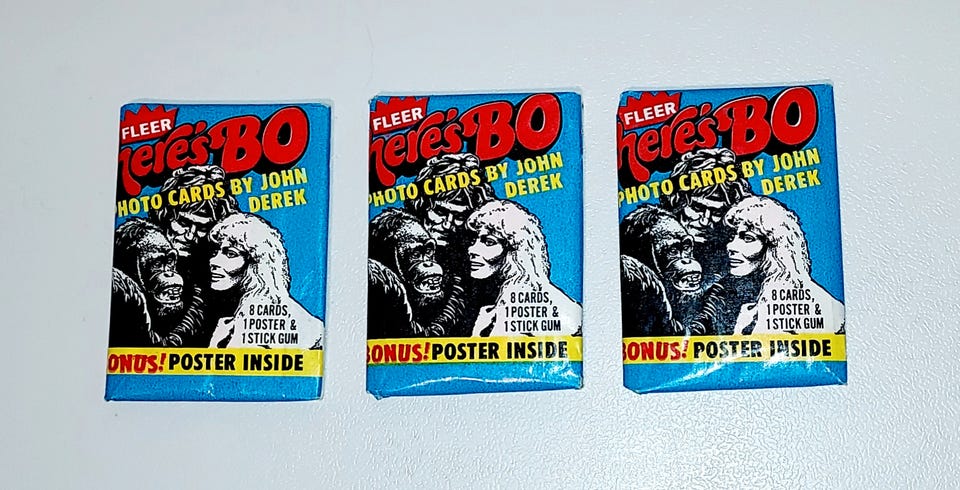 FLEER
Here's BO
PHOTO CARDS BY JOHN
DEREK
8 CARDS,
1 POSTER &
1 STICK GUM
BONUS! POSTER INSIDE
FLEER
Here's BO
PHOTO CARDS BY JOHN
DEREK
8 CARDS,
1 POSTER &
1 STICK GUM
BONUS! POSTER INSIDE
FLEER
Here's BO
PHOTO CARDS BY JOHN
DEREK
8 CARDS,
1 POSTER &
1 STICK GUM
BONUS! POSTER INSIDE